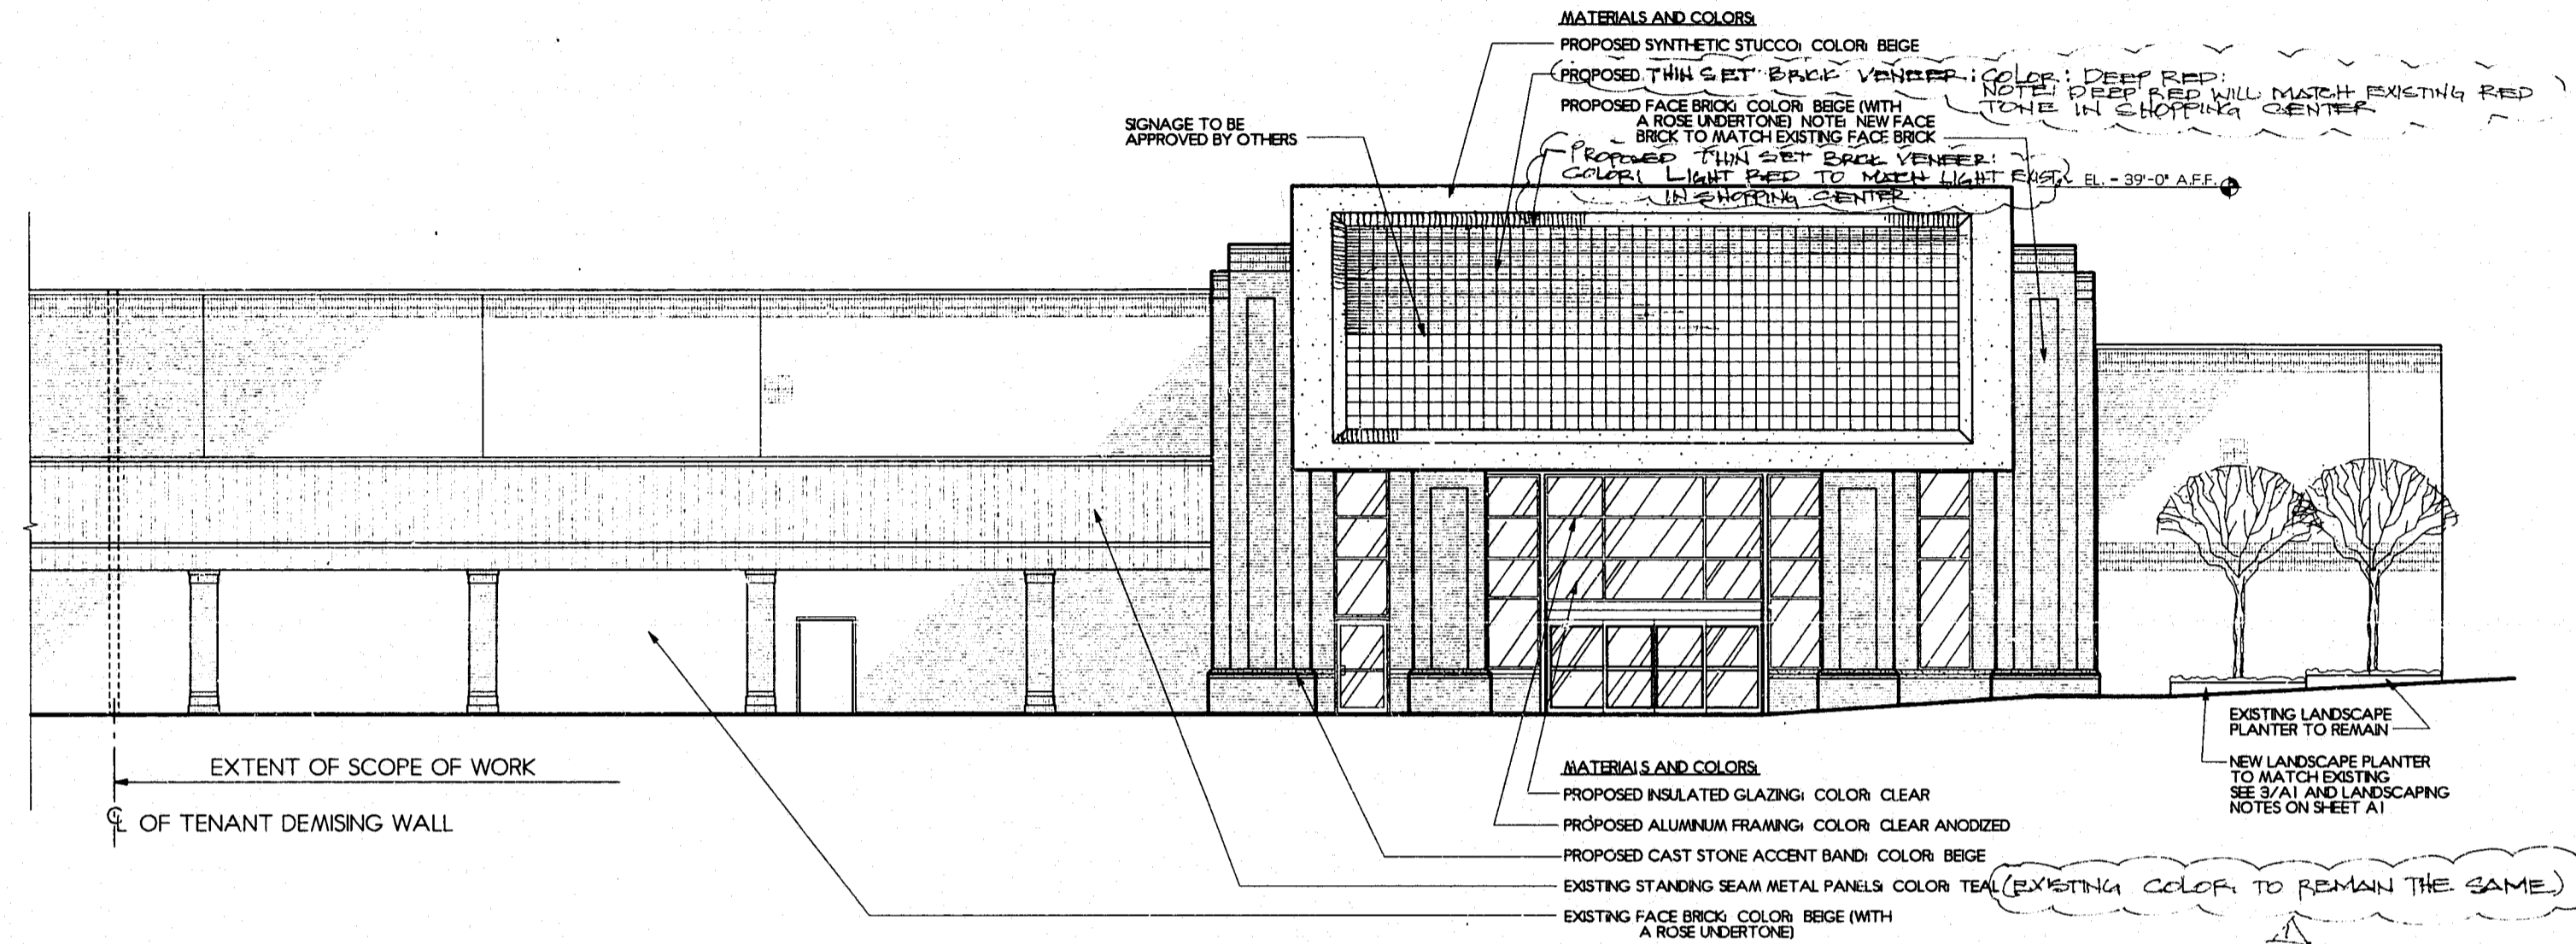 MATERIALS AND COLORS:
PROPOSED SYNTHETIC STUCCO: COLOR: BEIGE
PROPOSED THIN SET BRICK VENEER: COLOR: DEEP RED:
NOTE: DEEP RED WILL MATCH EXISTING RED
TONE IN SHOPPING CENTER
PROPOSED FACE BRICK: COLOR: BEIGE (WITH
A ROSE UNDERTONE) NOTE: NEW FACE
BRICK TO MATCH EXISTING FACE BRICK
SIGNAGE TO BE
APPROVED BY OTHERS
PROPOSED THIN SET BRICK VENEER:
COLOR: LIGHT RED TO MATCH LIGHT EXIST.
IN SHOPPING CENTER
EL. - 39'-0" A.F.F.
EXTENT OF SCOPE OF WORK
℄ OF TENANT DEMISING WALL
MATERIALS AND COLORS:
PROPOSED INSULATED GLAZING: COLOR: CLEAR
PROPOSED ALUMINUM FRAMING: COLOR: CLEAR ANODIZED
PROPOSED CAST STONE ACCENT BAND: COLOR: BEIGE
EXISTING STANDING SEAM METAL PANELS: COLOR: TEAL (EXISTING COLOR TO REMAIN THE SAME)
EXISTING FACE BRICK: COLOR: BEIGE (WITH
A ROSE UNDERTONE)
EXISTING LANDSCAPE
PLANTER TO REMAIN
NEW LANDSCAPE PLANTER
TO MATCH EXISTING
SEE 3/A1 AND LANDSCAPING
NOTES ON SHEET A1